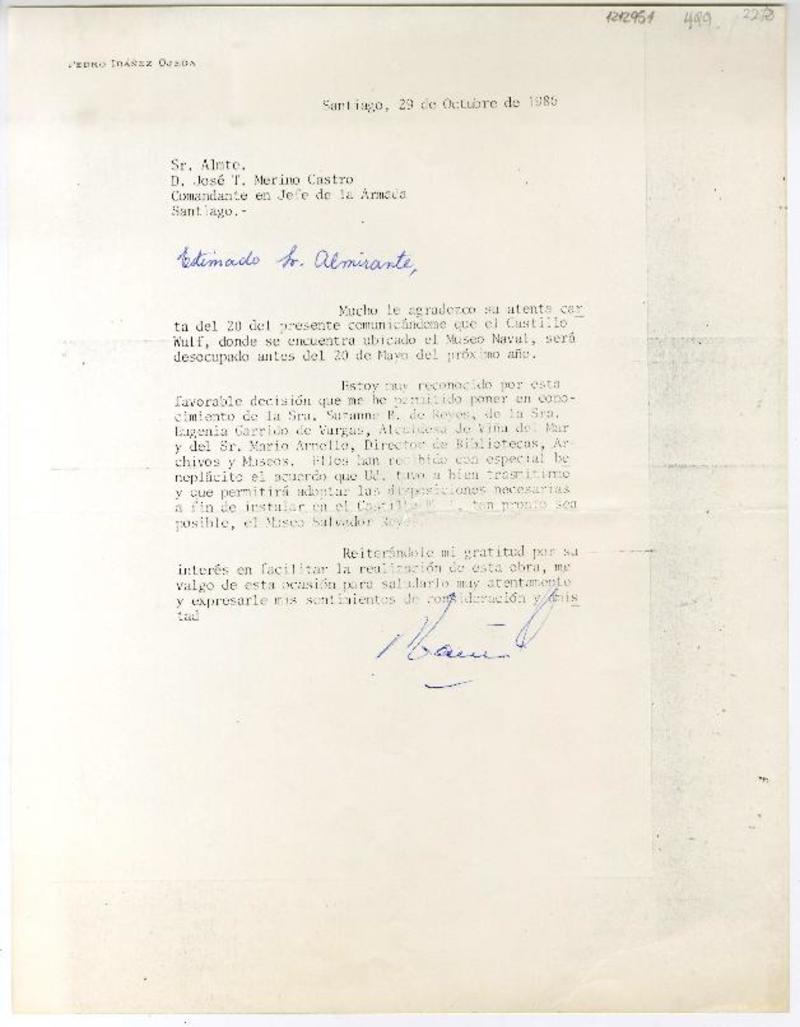 1212951 499 2273
PEDRO IBÁÑEZ OJEDA
Santiago, 29 de Octubre de 1986
Sr. Almte.
D. José T. Merino Castro
Comandante en Jefe de la Armada
Santiago.-
Estimado Sr. Almirante,
Mucho le agradezco su atenta car
ta del 20 del presente comunicándome que el Castillo
Wulf, donde se encuentra ubicado el Museo Naval, será
desocupado antes del 20 de Mayo del próximo año.
Estoy muy reconocido por esta
favorable decisión que me he permitido poner en cono-
cimiento de la Sra. Suzanne R. de Reyes, de la Sra.
Eugenia Garrido de Vargas, Alcaldesa de Viña del Mar
y del Sr. Mario Arnello, Director de Bibliotecas, Ar-
chivos y Museos. Ellos han recibido con especial be
neplácito el acuerdo que Ud. tuvo a bien trasmitirme
y que permitirá adoptar las disposiciones necesarias
a fin de instalar en el Castillo tan pronto sea
posible, el Museo Salvador Reyes.
Reiterándole mi gratitud por su
interés en facilitar la realización de esta obra, me
valgo de esta ocasión para saludarlo muy atentamente
y expresarle mis sentimientos de consideración y amis
tad